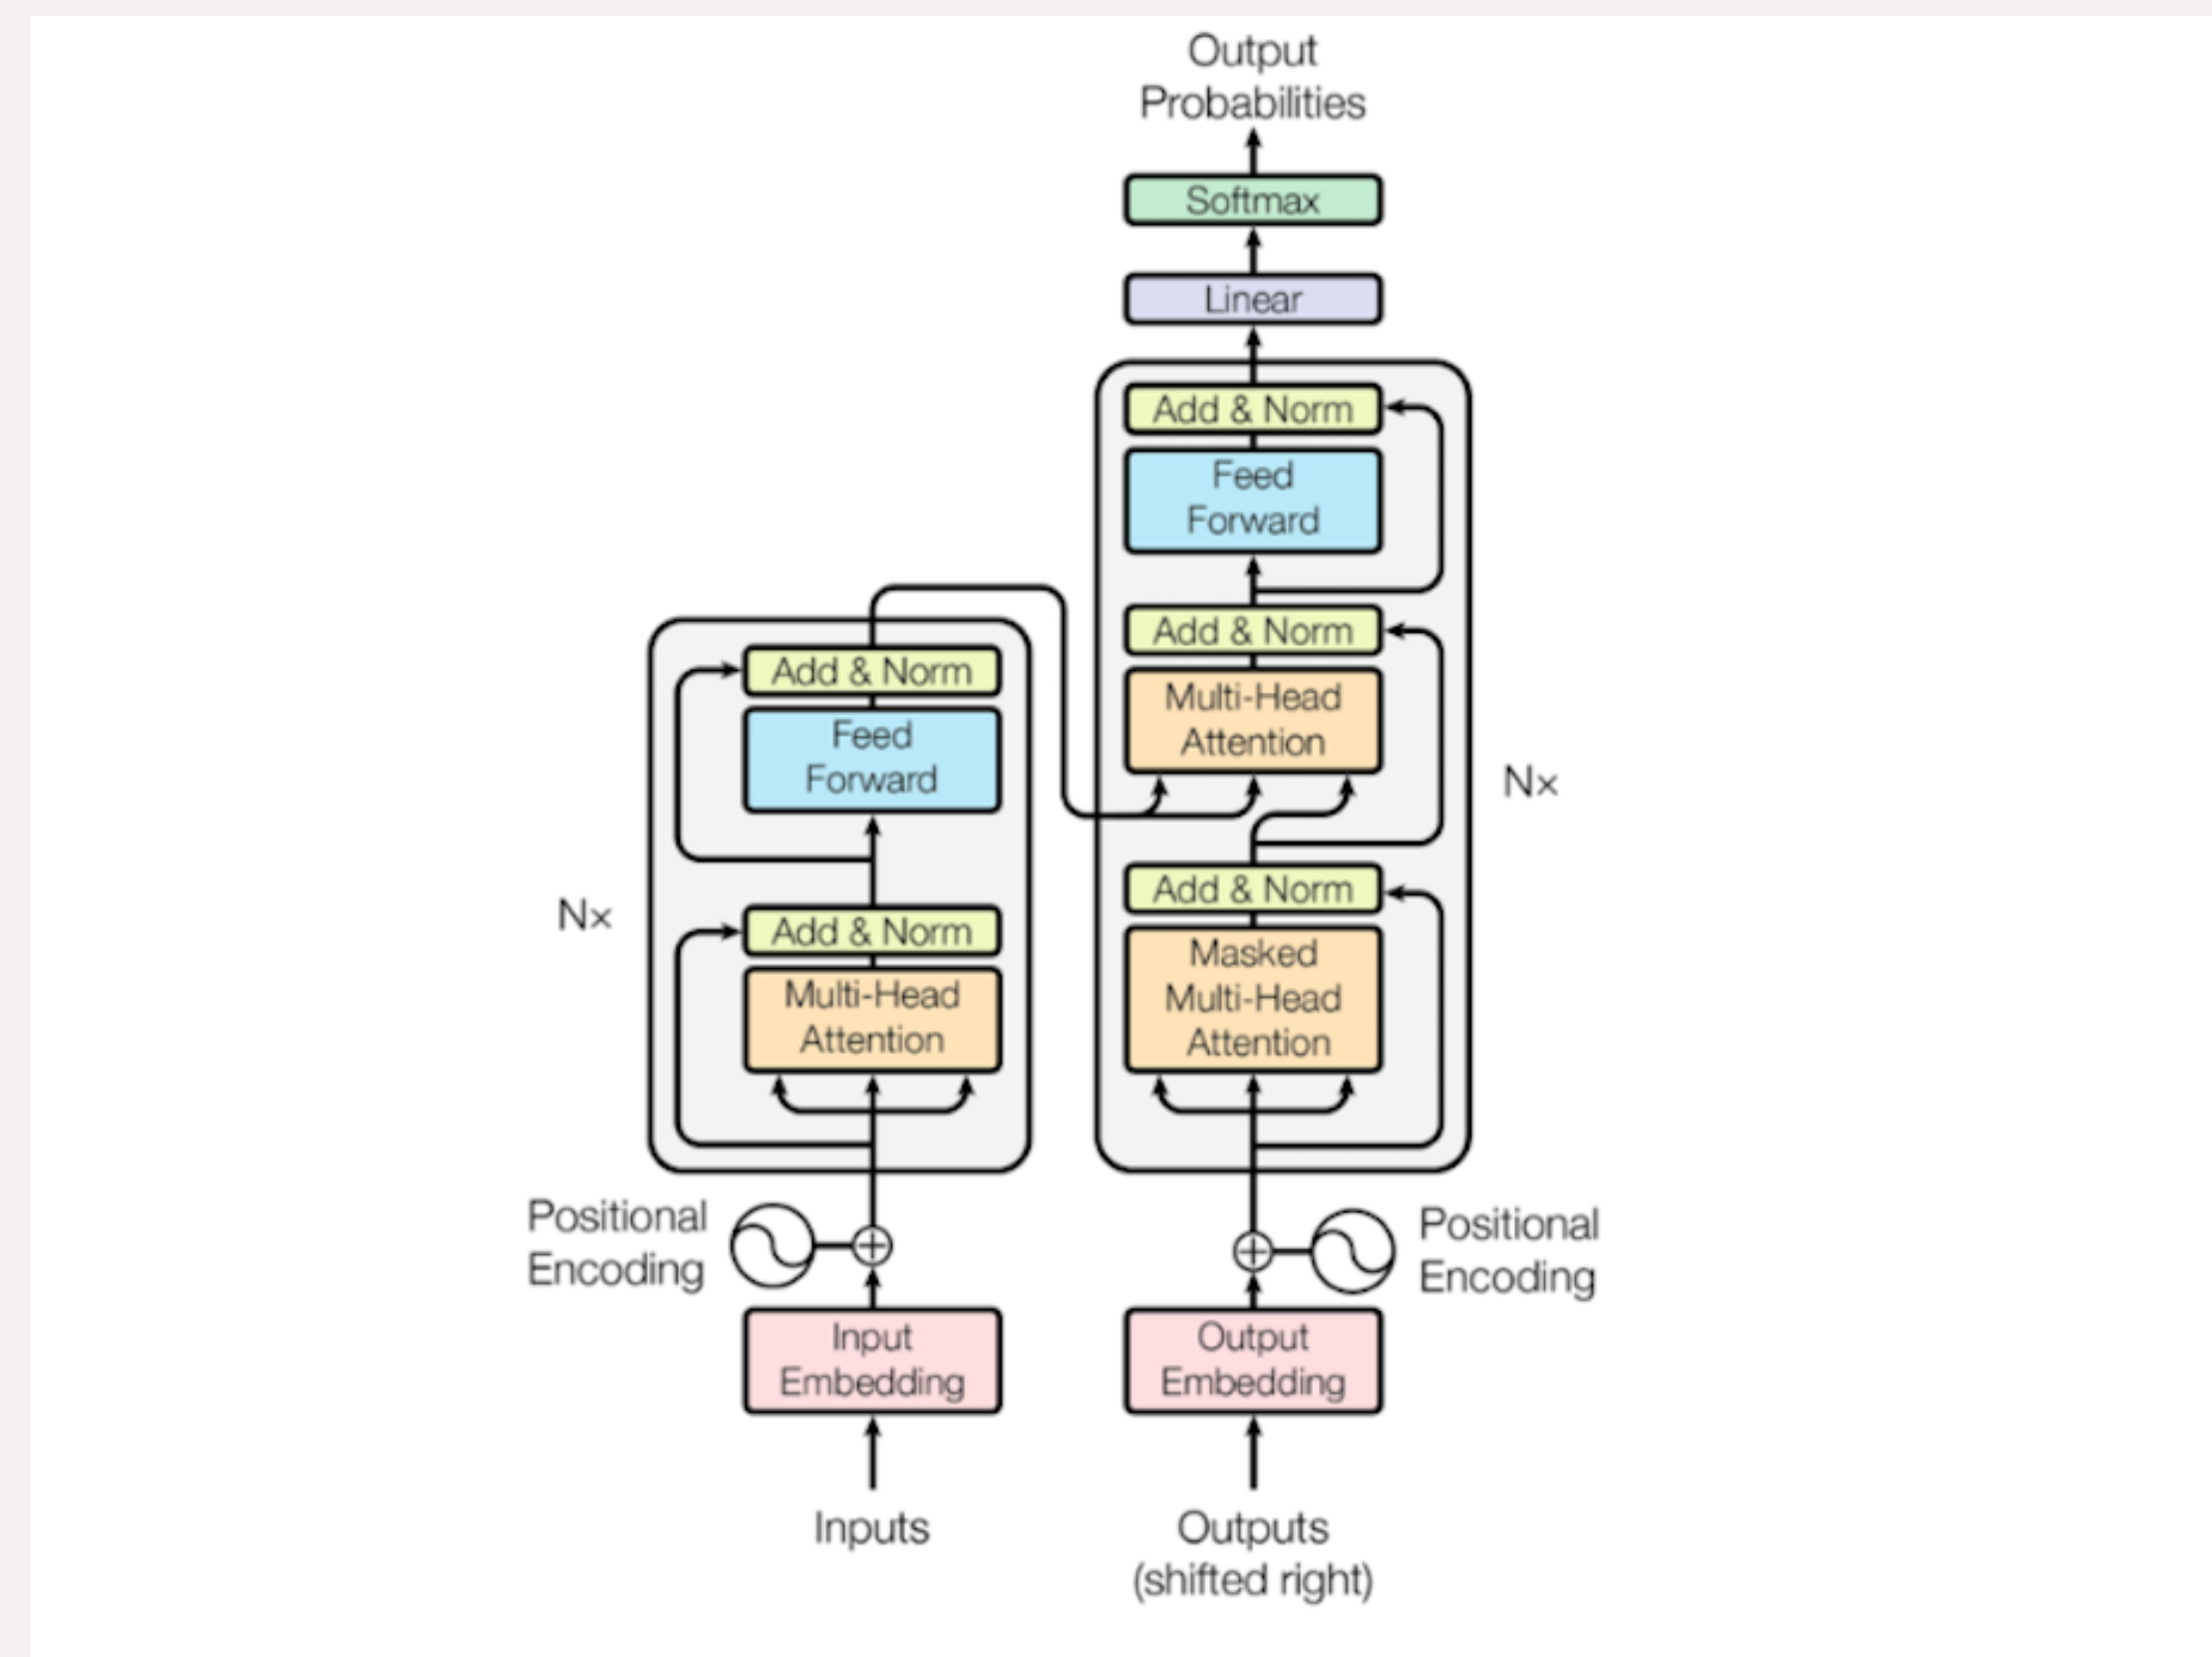 Output
Probabilities
Softmax
Linear
Add & Norm
Feed
Forward
Add & Norm
Multi-Head
Attention
Nx
Add & Norm
Masked
Multi-Head
Attention
Add & Norm
Feed
Forward
Nx
Add & Norm
Multi-Head
Attention
Positional
Encoding
Positional
Encoding
Input
Embedding
Output
Embedding
Inputs
Outputs
(shifted right)